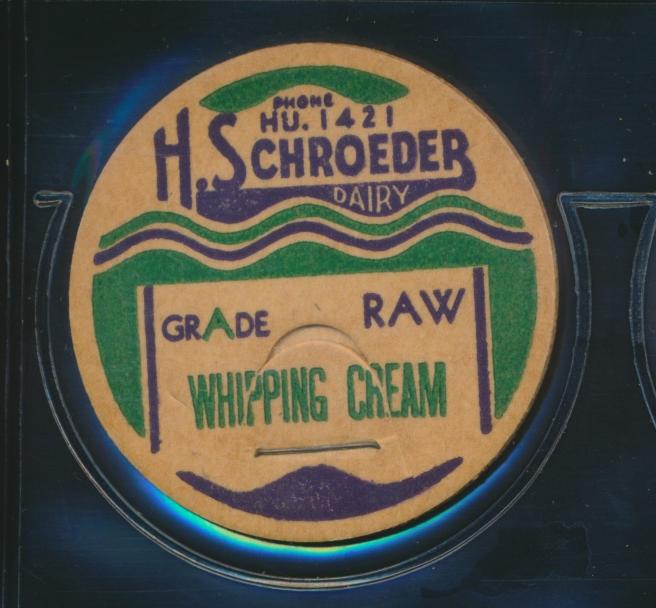 PHONE
HU. 1421
H. SCHROEDER
DAIRY
GRADE RAW
WHIPPING CREAM